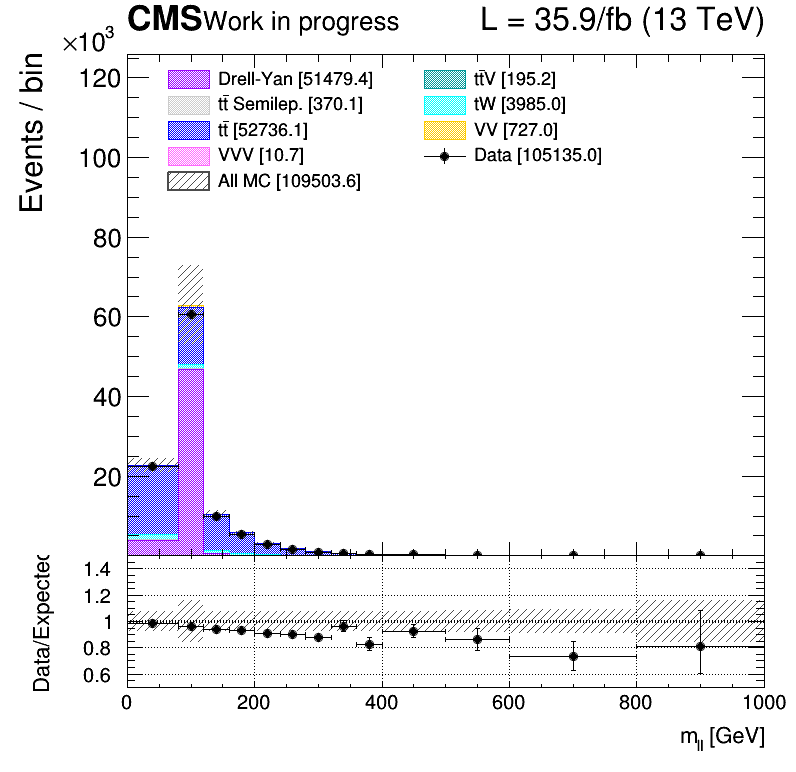 CMS Work in progress L = 35.9/fb (13 TeV)
×10³
Events / bin
120
100
80
60
40
20
Drell-Yan [51479.4]
tt̄ Semilep. [370.1]
tt̄ [52736.1]
VVV [10.7]
All MC [109503.6]
tt̄V [195.2]
tW [3985.0]
VV [727.0]
Data [105135.0]
Data/Expected
1.4
1.2
1
0.8
0.6
0 200 400 600 800 1000
m_ll [GeV]